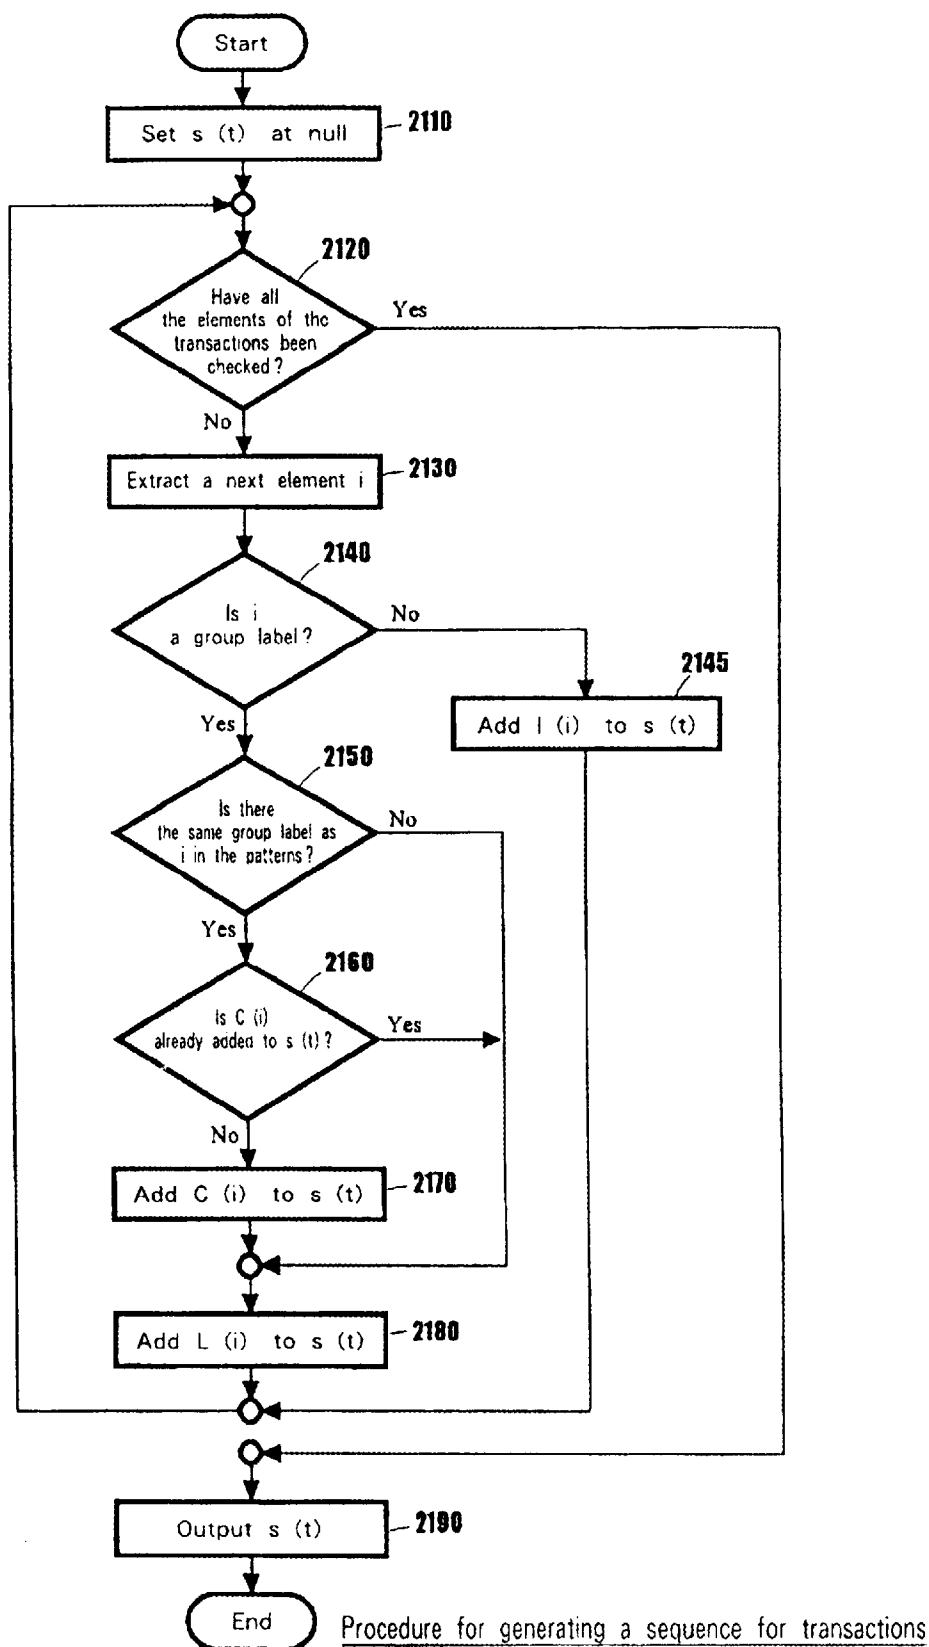 Start
Set s (t) at null
2110
2120
Have all
the elements of the
transactions been
checked?
Yes
No
Extract a next element i
2130
2140
Is i
a group label?
No
2145
Add I (i) to s (t)
Yes
2150
Is there
the same group label as
i in the patterns?
No
Yes
2160
Is C (i)
already added to s (t)?
Yes
No
Add C (i) to s (t)
2170
Add L (i) to s (t)
2180
Output s (t)
2190
End
Procedure for generating a sequence for transactions